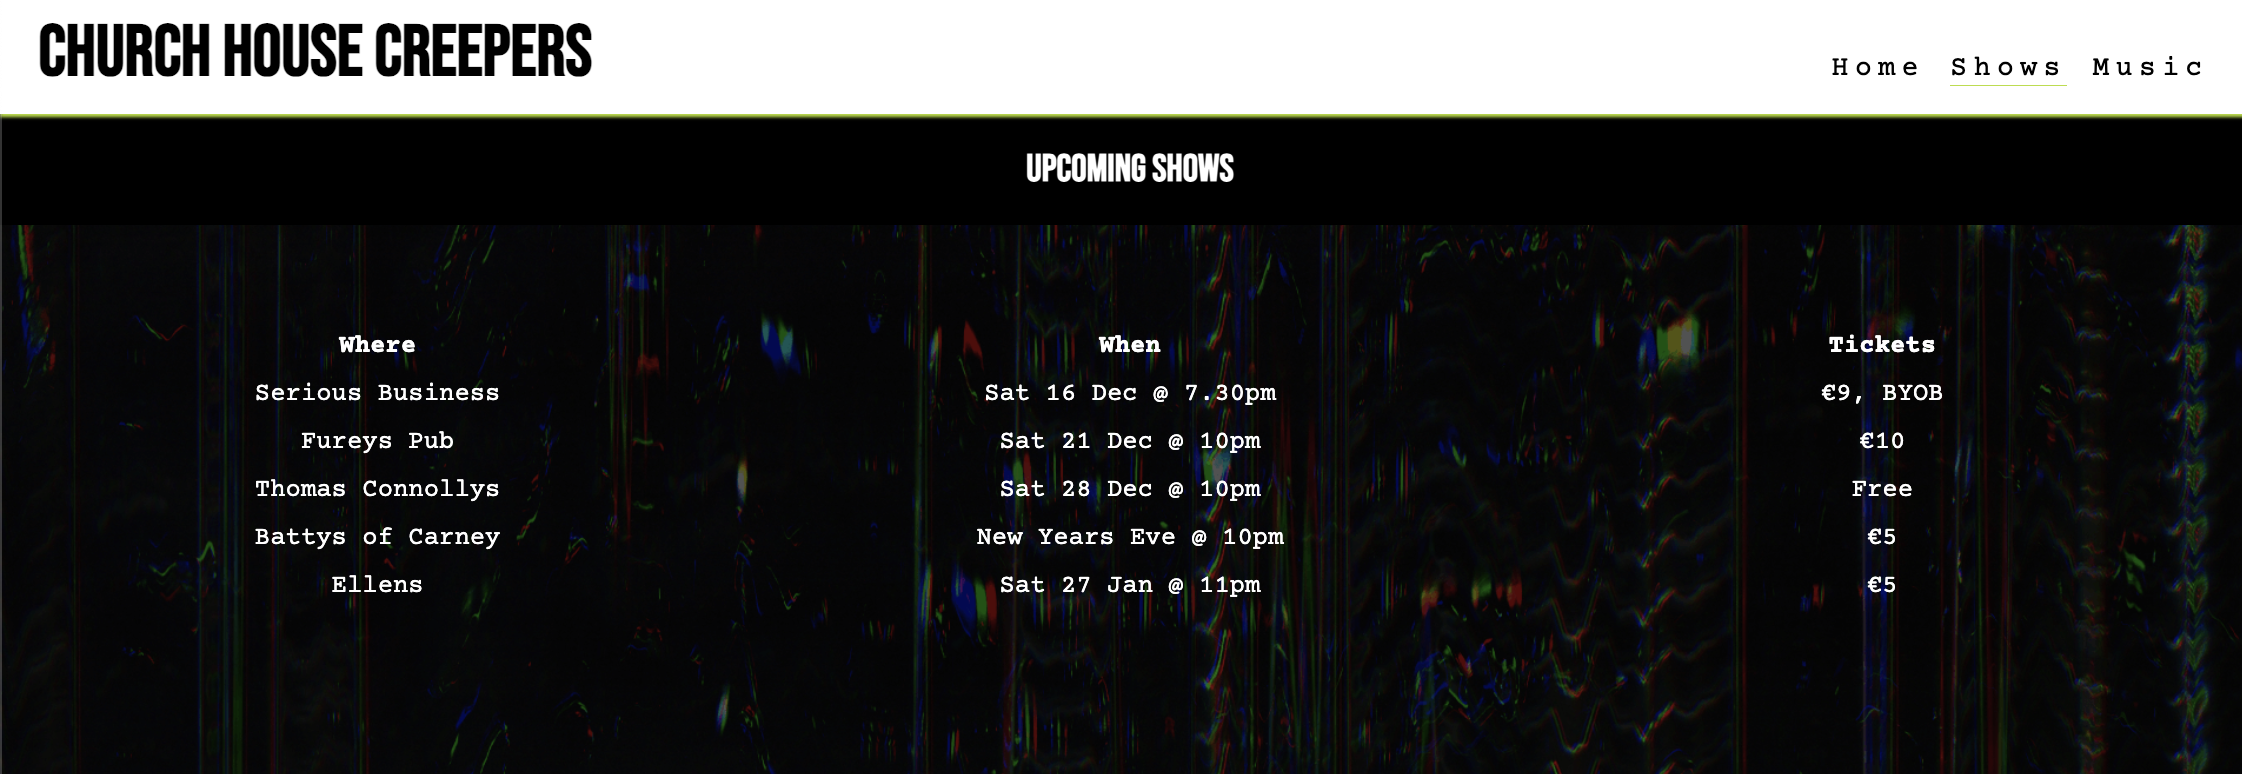 CHURCH HOUSE CREEPERS
Home Shows Music
UPCOMING SHOWS
Where When Tickets
Serious Business Sat 16 Dec @ 7.30pm €9, BYOB
Fureys Pub Sat 21 Dec @ 10pm €10
Thomas Connollys Sat 28 Dec @ 10pm Free
Battys of Carney New Years Eve @ 10pm €5
Ellens Sat 27 Jan @ 11pm €5